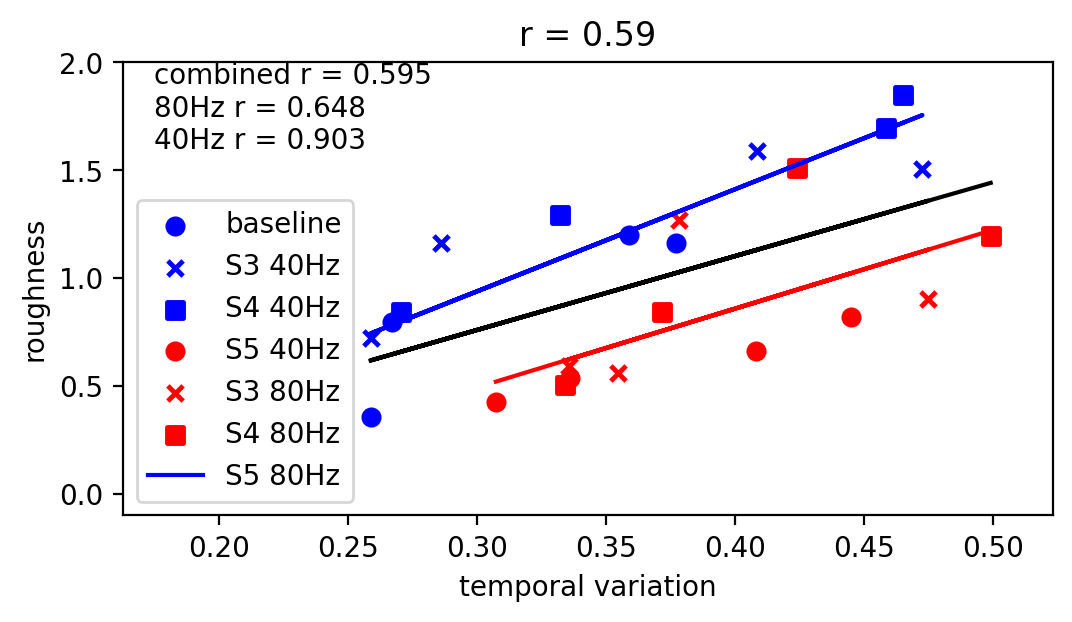 r = 0.59
combined r = 0.595
80Hz r = 0.648
40Hz r = 0.903
baseline
S3 40Hz
S4 40Hz
S5 40Hz
S3 80Hz
S4 80Hz
S5 80Hz
roughness
2.0
1.5
1.0
0.5
0.0
0.20 0.25 0.30 0.35 0.40 0.45 0.50
temporal variation